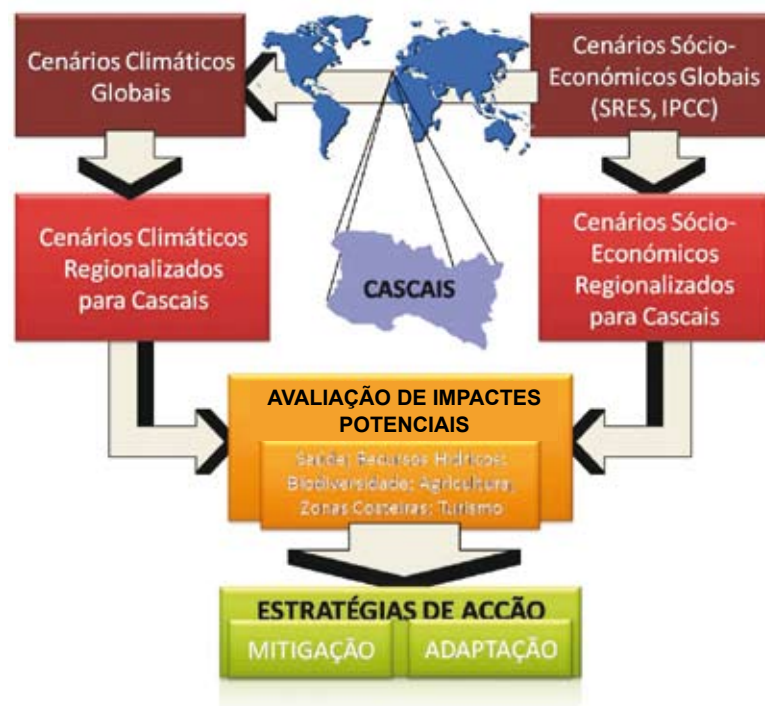 Cenários Climáticos
Globais
Cenários Sócio-
Económicos Globais
(SRES, IPCC)
Cenários Climáticos
Regionalizados
para Cascais
CASCAIS
Cenários Sócio-
Económicos
Regionalizados
para Cascais
AVALIAÇÃO DE IMPACTES
POTENCIAIS
Saúde; Recursos Hídricos;
Biodiversidade; Agricultura;
Zonas Costeiras; Turismo
ESTRATÉGIAS DE ACCÃO
MITIGAÇÃO
ADAPTAÇÃO